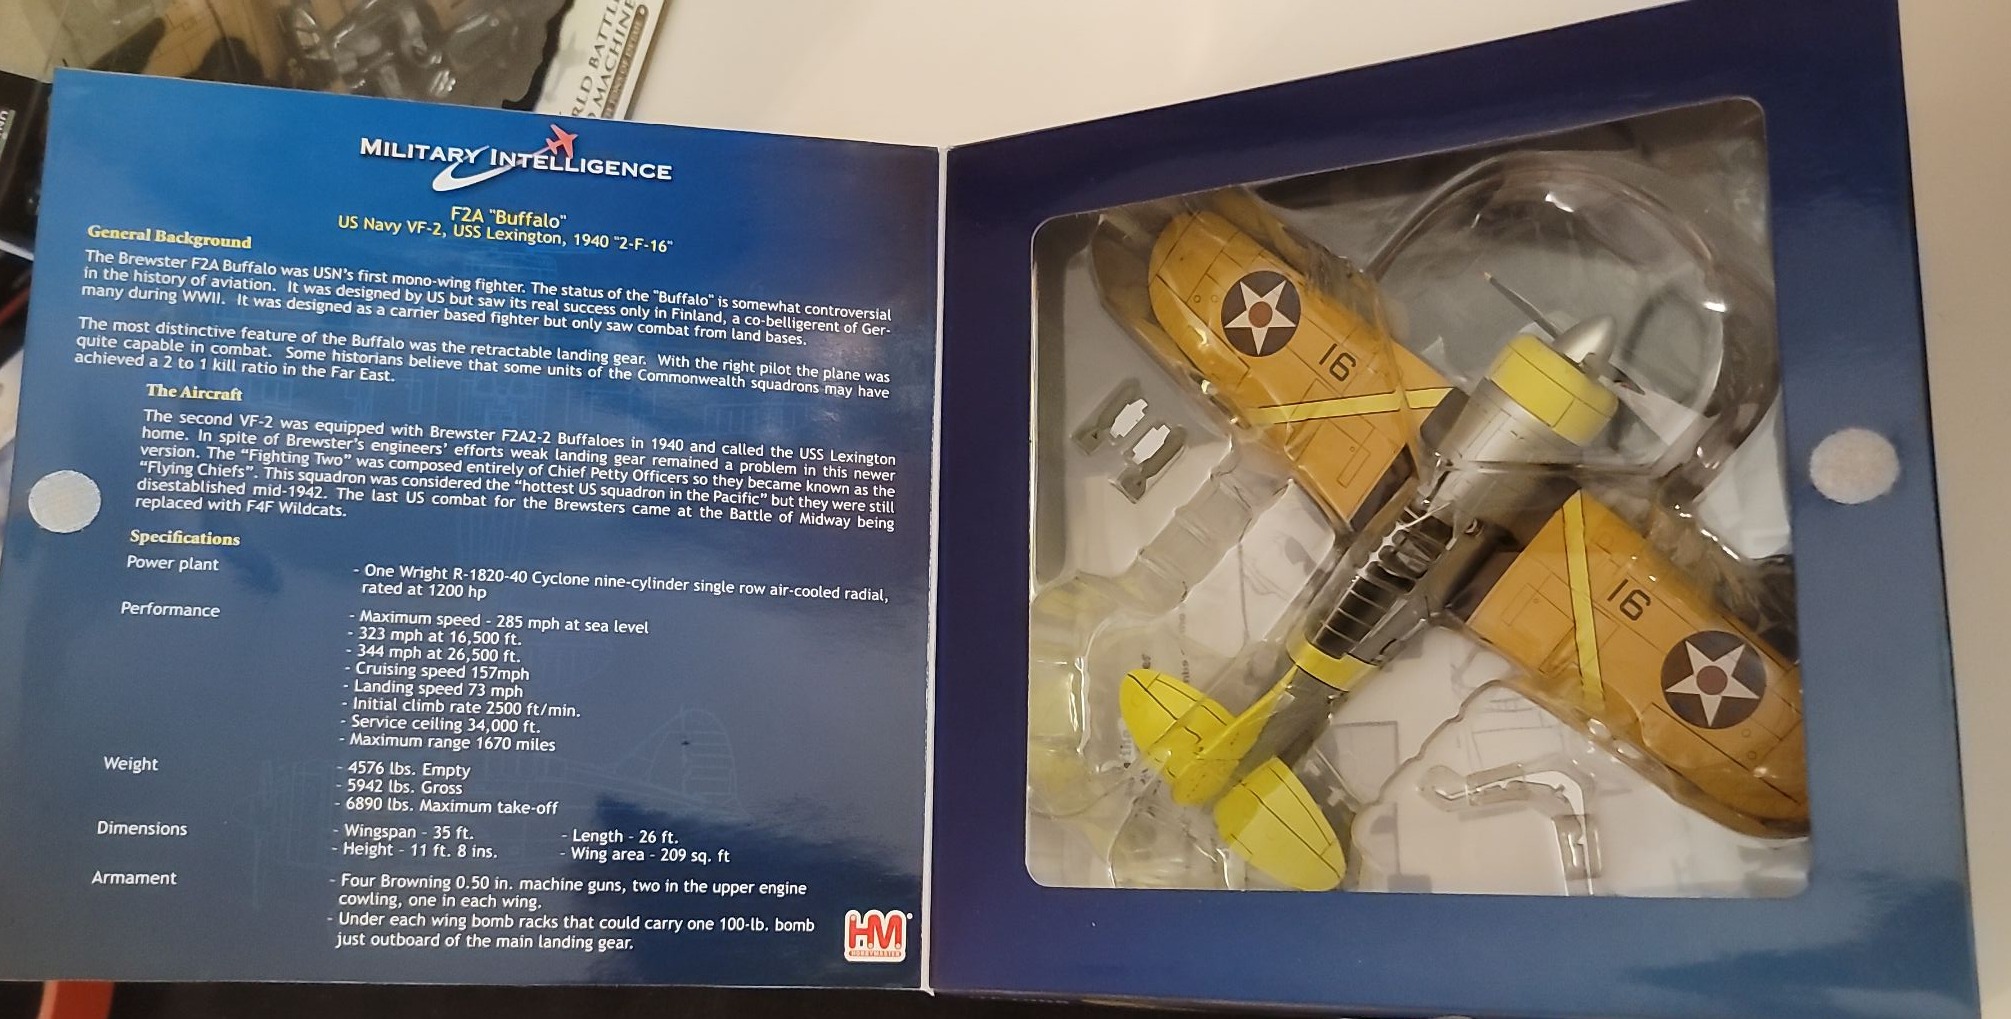 RLD BATTL
MACHINE
MILITARY INTELLIGENCE
F2A "Buffalo"
US Navy VF-2, USS Lexington, 1940 "2-F-16"
General Background
The Brewster F2A Buffalo was USN's first mono-wing fighter. The status of the "Buffalo" is somewhat controversial
in the history of aviation. It was designed by US but saw its real success only in Finland, a co-belligerent of Ger-
many during WWII. It was designed as a carrier based fighter but only saw combat from land bases.
The most distinctive feature of the Buffalo was the retractable landing gear. With the right pilot the plane was
quite capable in combat. Some historians believe that some units of the Commonwealth squadrons may have
achieved a 2 to 1 kill ratio in the Far East.
The Aircraft
The second VF-2 was equipped with Brewster F2A2-2 Buffaloes in 1940 and called the USS Lexington
home. In spite of Brewster's engineers' efforts weak landing gear remained a problem in this newer
version. The "Fighting Two" was composed entirely of Chief Petty Officers so they became known as the
"Flying Chiefs". This squadron was considered the "hottest US squadron in the Pacific" but they were still
disestablished mid-1942. The last US combat for the Brewsters came at the Battle of Midway being
replaced with F4F Wildcats.
Specifications
Power plant
- One Wright R-1820-40 Cyclone nine-cylinder single row air-cooled radial,
rated at 1200 hp
Performance
- Maximum speed - 285 mph at sea level
- 323 mph at 16,500 ft.
- 344 mph at 26,500 ft.
- Cruising speed 157mph
- Landing speed 73 mph
- Initial climb rate 2500 ft/min.
- Service ceiling 34,000 ft.
- Maximum range 1670 miles
Weight
- 4576 lbs. Empty
- 5942 lbs. Gross
- 6890 lbs. Maximum take-off
Dimensions
- Wingspan - 35 ft. - Length - 26 ft.
- Height - 11 ft. 8 ins. - Wing area - 209 sq. ft
Armament
- Four Browning 0.50 in. machine guns, two in the upper engine
cowling, one in each wing.
- Under each wing bomb racks that could carry one 100-lb. bomb
just outboard of the main landing gear.
HM
HOBBYMASTER
16
16